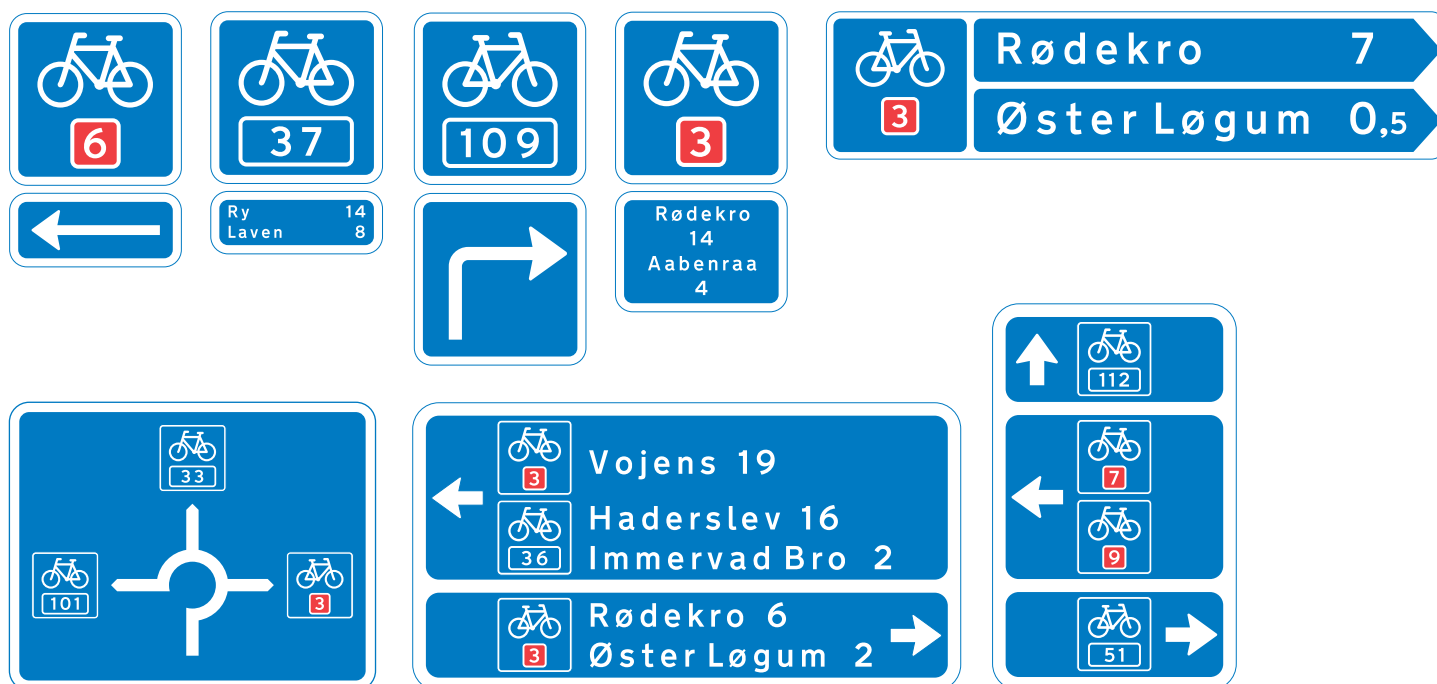 6
37
Ry 14
Laven 8
109
3
Rødekro
14
Aabenraa
4
3
Rødekro 7
Øster Løgum 0,5
33
101
3
3
Vojens 19
36
Haderslev 16
Immervad Bro 2
3
Rødekro 6
Øster Løgum 2
112
7
9
51